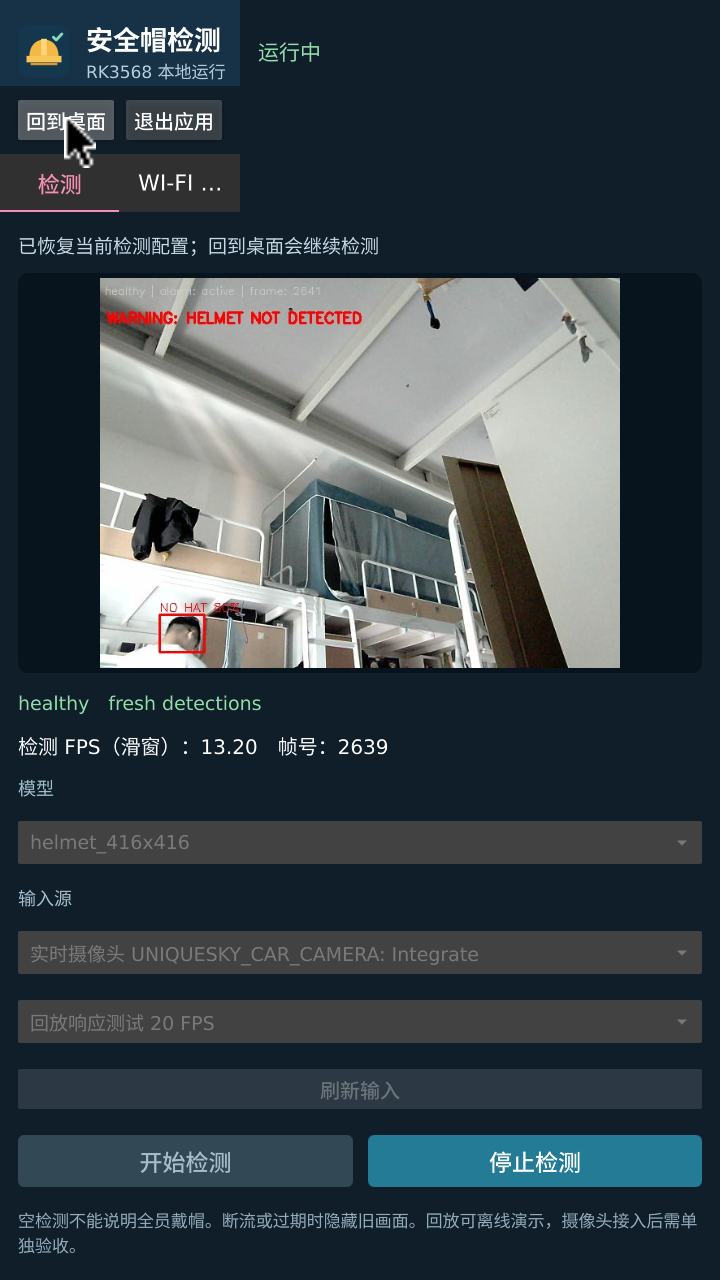 安全帽检测
RK3568 本地运行
运行中
回到桌面
退出应用
检测
WI-FI ...
已恢复当前检测配置；回到桌面会继续检测
healthy | alarm: active | frame: 2641
WARNING: HELMET NOT DETECTED
NO HAT
healthy fresh detections
检测 FPS（滑窗）：13.20 帧号：2639
模型
helmet_416x416
输入源
实时摄像头 UNIQUESKY_CAR_CAMERA: Integrate
回放响应测试 20 FPS
刷新输入
开始检测
停止检测
空检测不能说明全员戴帽。断流或过期时隐藏旧画面。回放可离线演示，摄像头接入后需单
独验收。